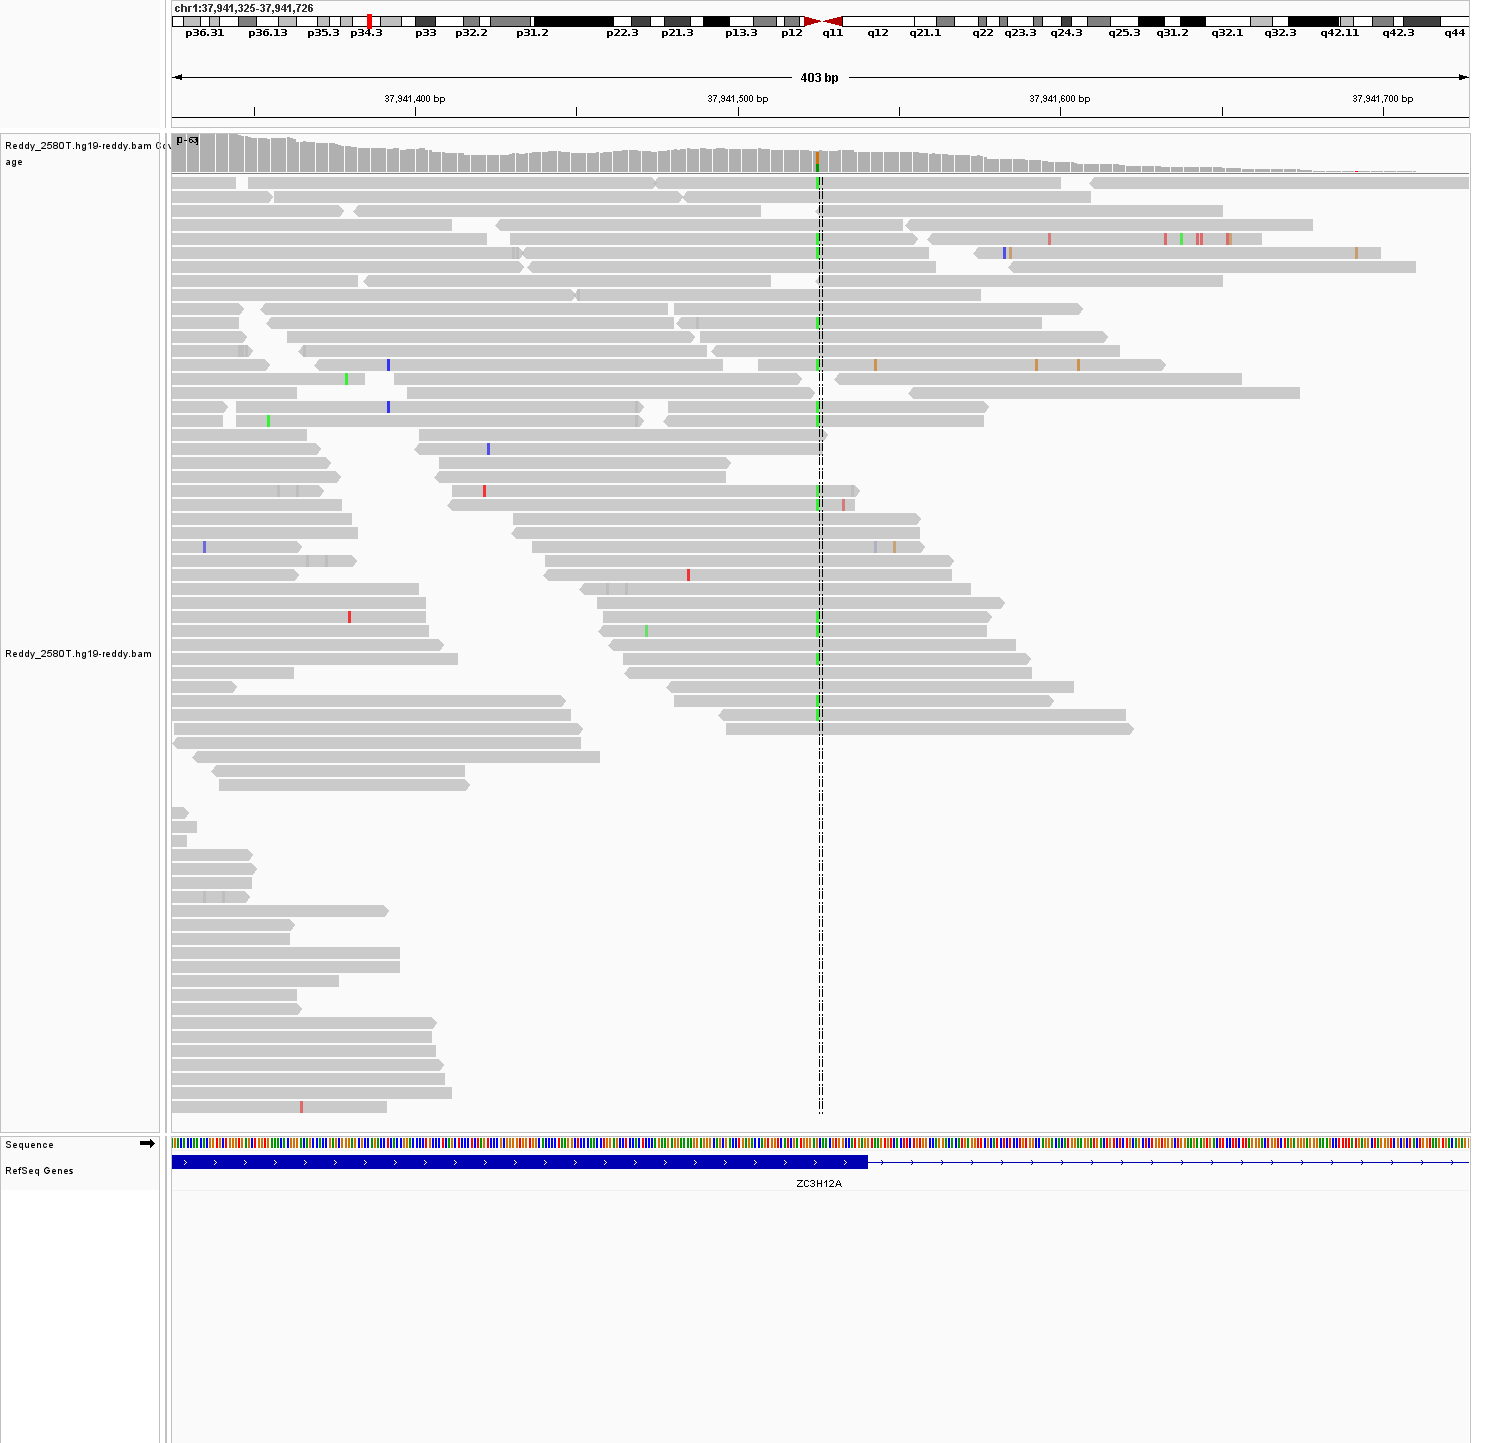 chr1:37,941,325-37,941,726
p36.31 p36.13 p35.3 p34.3 p33 p32.2 p31.2 p22.3 p21.3 p13.3 p12 q11 q12 q21.1 q22 q23.3 q24.3 q25.3 q31.2 q32.1 q32.3 q42.11 q42.3 q44
403 bp
37,941,400 bp 37,941,500 bp 37,941,600 bp 37,941,700 bp
[0 - 63]
Reddy_2580T.hg19-reddy.bam Cov
age
Reddy_2580T.hg19-reddy.bam
Sequence
RefSeq Genes
ZC3H12A